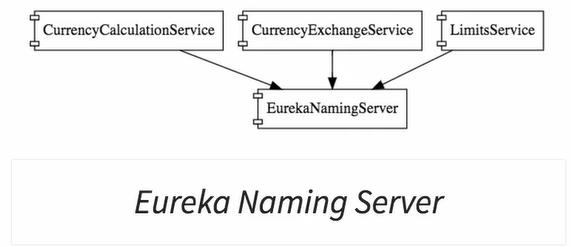 CurrencyCalculationService
CurrencyExchangeService
LimitsService
EurekaNamingServer
Eureka Naming Server